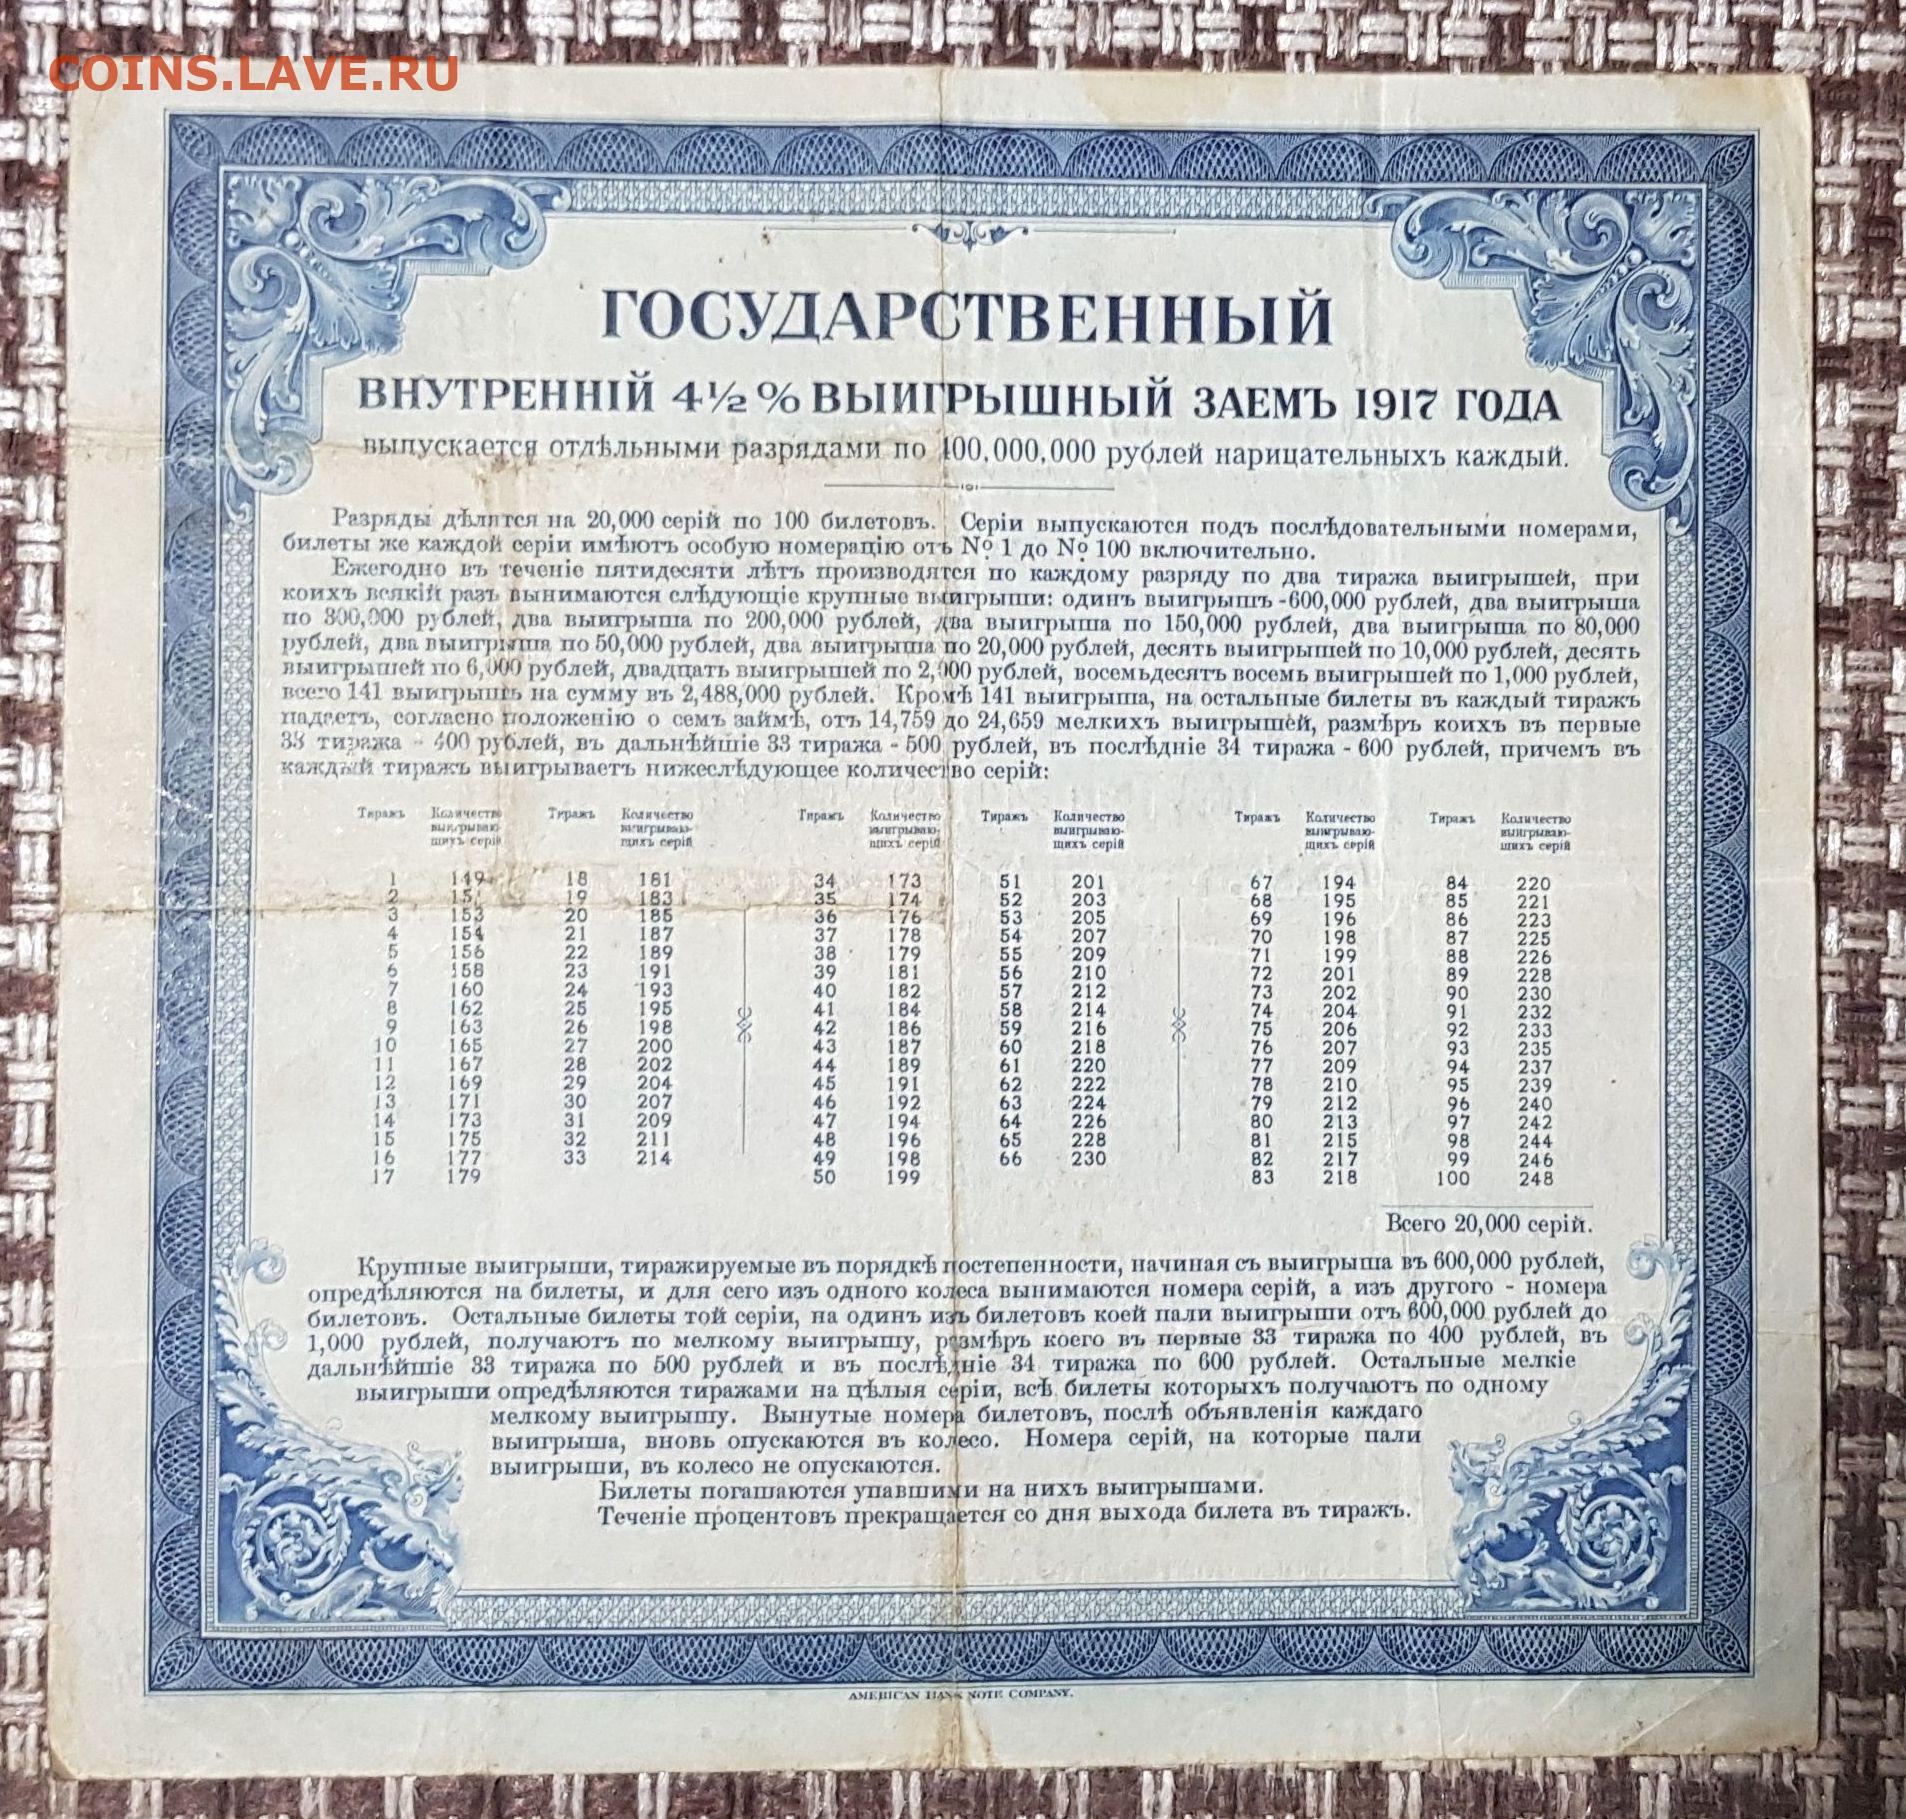 COINS.LAVE.RU
ГОСУДАРСТВЕННЫЙ
ВНУТРЕННІЙ 4½% ВЫИГРЫШНЫЙ ЗАЕМЪ 1917 ГОДА
выпускается отдѣльными разрядами по 400,000,000 рублей нарицательныхъ каждый.
Разряды дѣлятся на 20,000 серій по 100 билетовъ. Серіи выпускаются подъ послѣдовательными номерами,
билеты же каждой серіи имѣютъ особую номерацію отъ № 1 до № 100 включительно.
Ежегодно въ теченіе пятидесяти лѣтъ производятся по каждому разряду по два тиража выигрышей, при
коихъ всякій разъ вынимаются слѣдующіе крупные выигрыши: одинъ выигрышъ - 600,000 рублей, два выигрыша
по 300,000 рублей, два выигрыша по 200,000 рублей, два выигрыша по 150,000 рублей, два выигрыша по 80,000
рублей, два выигрыша по 50,000 рублей, два выигрыша по 20,000 рублей, десять выигрышей по 10,000 рублей, десять
выигрышей по 6,000 рублей, двадцать выигрышей по 2,000 рублей, восемьдесятъ восемь выигрышей по 1,000 рублей,
всего 141 выигрышъ на сумму въ 2,488,000 рублей. Кромѣ 141 выигрыша, на остальные билеты въ каждый тиражъ
падаетъ, согласно положенію о семъ займѣ, отъ 14,759 до 24,659 мелкихъ выигрышей, размѣръ коихъ въ первые
33 тиража - 400 рублей, въ дальнѣйшіе 33 тиража - 500 рублей, въ послѣдніе 34 тиража - 600 рублей, причемъ въ
каждый тиражъ выигрываетъ нижеслѣдующее количество серій:
Тиражъ Количество Тиражъ Количество Тиражъ Количество Тиражъ Количество Тиражъ Количество Тиражъ Количество
выигрываю- выигрываю- выигрываю- выигрываю- выигрываю- выигрываю-
щихъ серій щихъ серій щихъ серій щихъ серій щихъ серій щихъ серій
1 149 18 181 34 173 51 201 67 194 84 220
2 151 19 183 35 174 52 203 68 195 85 221
3 153 20 185 36 176 53 205 69 196 86 223
4 154 21 187 37 178 54 207 70 198 87 225
5 156 22 189 38 179 55 209 71 199 88 226
6 158 23 191 39 181 56 210 72 201 89 228
7 160 24 193 40 182 57 212 73 202 90 230
8 162 25 195 41 184 58 214 74 204 91 232
9 163 26 198 42 186 59 216 75 206 92 233
10 165 27 200 43 187 60 218 76 207 93 235
11 167 28 202 44 189 61 220 77 209 94 237
12 169 29 204 45 191 62 222 78 210 95 239
13 171 30 207 46 192 63 224 79 212 96 240
14 173 31 209 47 194 64 226 80 213 97 242
15 175 32 211 48 196 65 228 81 215 98 244
16 177 33 214 49 198 66 230 82 217 99 246
17 179 50 199 83 218 100 248
Всего 20,000 серій.
Крупные выигрыши, тиражируемые въ порядкѣ постепенности, начиная съ выигрыша въ 600,000 рублей,
опредѣляются на билеты, и для сего изъ одного колеса вынимаются номера серій, а изъ другого - номера
билетовъ. Остальные билеты той серіи, на одинъ изъ билетовъ коей пали выигрыши отъ 600,000 рублей до
1,000 рублей, получаютъ по мелкому выигрышу, размѣръ коего въ первые 33 тиража по 400 рублей, въ
дальнѣйшіе 33 тиража по 500 рублей и въ послѣдніе 34 тиража по 600 рублей. Остальные мелкіе
выигрыши опредѣляются тиражами на цѣлыя серіи, всѣ билеты которыхъ получаютъ по одному
мелкому выигрышу. Вынутые номера билетовъ, послѣ объявленія каждаго
выигрыша, вновь опускаются въ колесо. Номера серій, на которые пали
выигрыши, въ колесо не опускаются.
Билеты погашаются упавшими на нихъ выигрышами.
Теченіе процентовъ прекращается со дня выхода билета въ тиражъ.
AMERICAN BANK NOTE COMPANY.